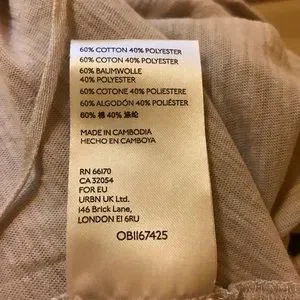 60% COTTON 40% POLYESTER
60% COTON 40% POLYESTER
60% BAUMWOLLE
40% POLYESTER
60% COTONE 40% POLIESTERE
60% ALGODÓN 40% POLIÉSTER
60% 棉 40% 涤纶
MADE IN CAMBODIA
HECHO EN CAMBOYA
RN 66170
CA 32054
FOR EU
URBN UK Ltd.
146 Brick Lane,
LONDON E1 6RU
OB1167425